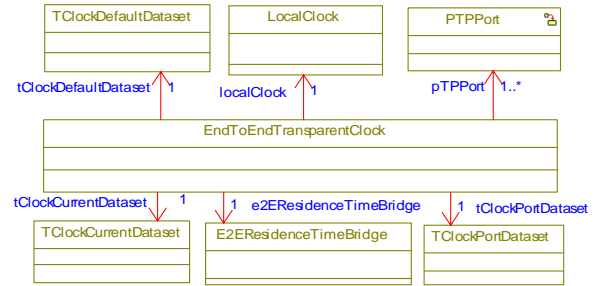 TClockDefaultDataset
LocalClock
PTPPort
tClockDefaultDataset 1
localClock 1
pTPPort 1..*
EndToEndTransparentClock
tClockCurrentDataset 1
1 e2EResidenceTimeBridge
1 tClockPortDataset
TClockCurrentDataset
E2EResidenceTimeBridge
TClockPortDataset